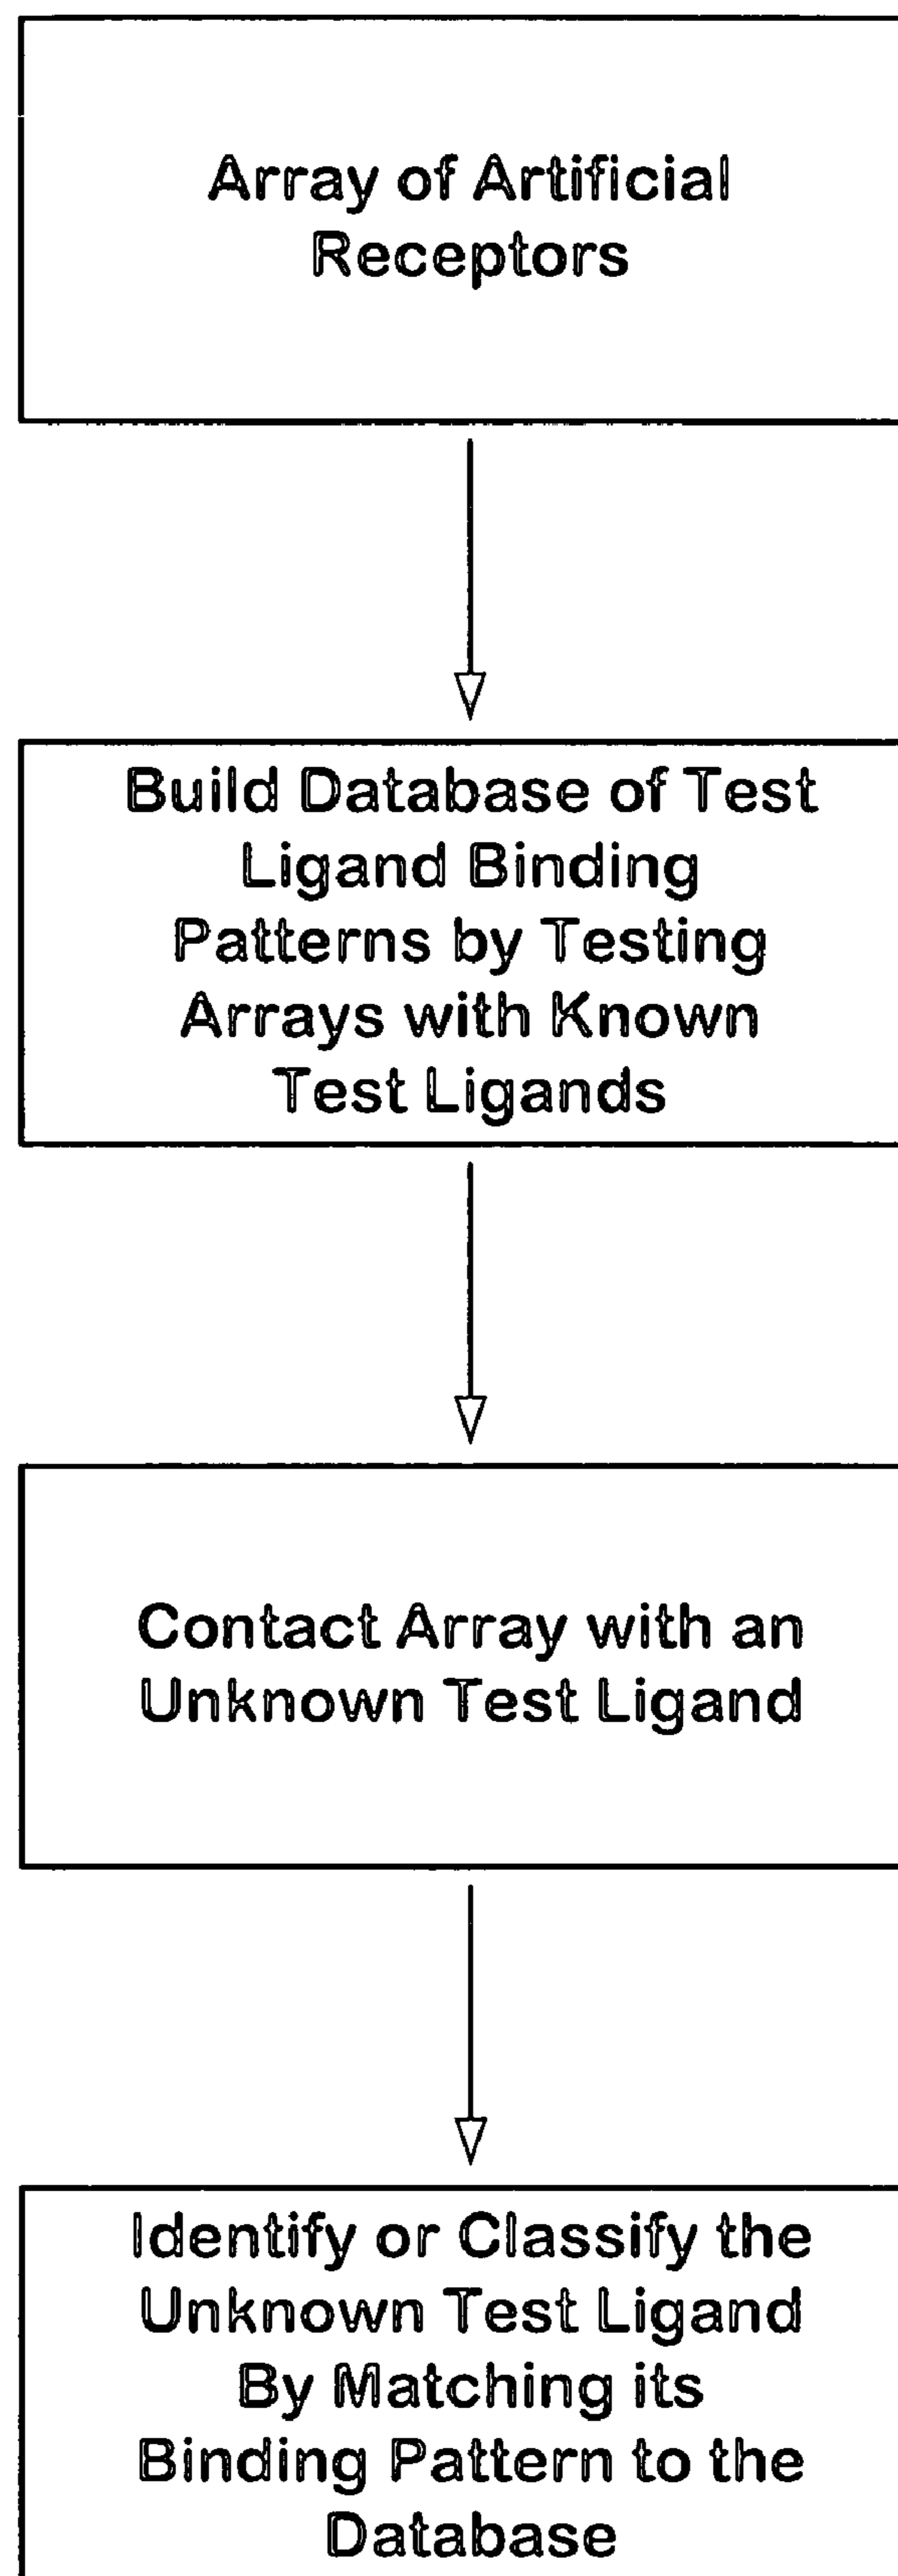 Array of Artificial
Receptors
Build Database of Test
Ligand Binding
Patterns by Testing
Arrays with Known
Test Ligands
Contact Array with an
Unknown Test Ligand
Identify or Classify the
Unknown Test Ligand
By Matching its
Binding Pattern to the
Database